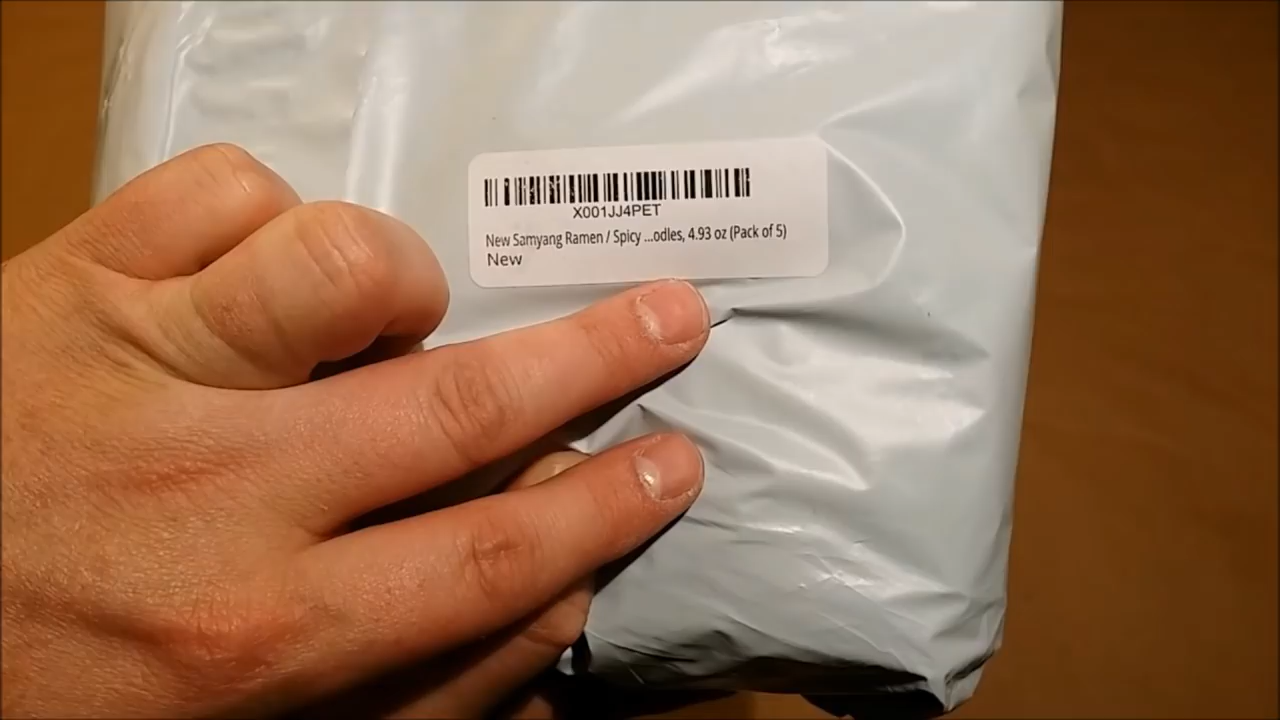 X001JJ4PET
New Samyang Ramen / Spicy ...odles, 4.93 oz (Pack of 5)
New